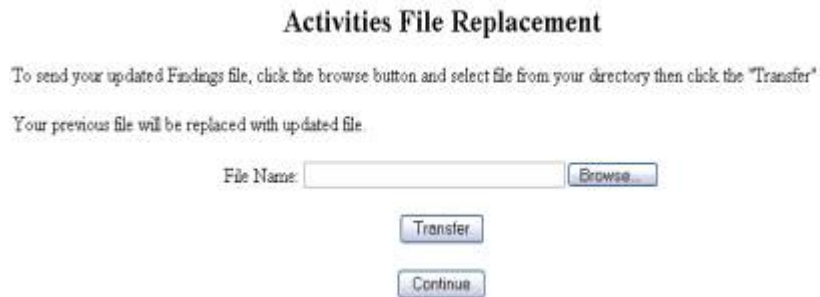 Activities File Replacement
To send your updated Findings file, click the browse button and select file from your directory then click the "Transfer"
Your previous file will be replaced with updated file.
File Name: Browse...
Transfer
Continue